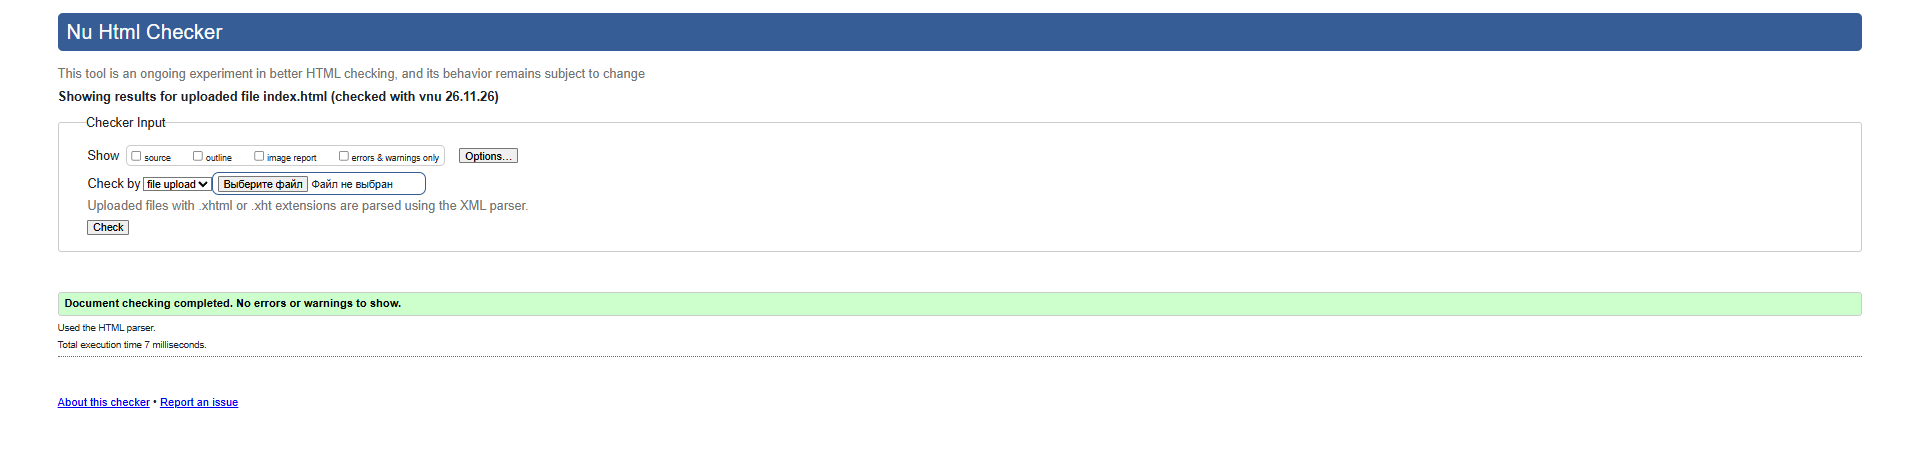 Nu Html Checker
This tool is an ongoing experiment in better HTML checking, and its behavior remains subject to change
Showing results for uploaded file index.html (checked with vnu 26.11.26)
Checker Input
Show source outline image report errors & warnings only Options...
Check by file upload Выберите файл Файл не выбран
Uploaded files with .xhtml or .xht extensions are parsed using the XML parser.
Check
Document checking completed. No errors or warnings to show.
Used the HTML parser.
Total execution time 7 milliseconds.
About this checker • Report an issue